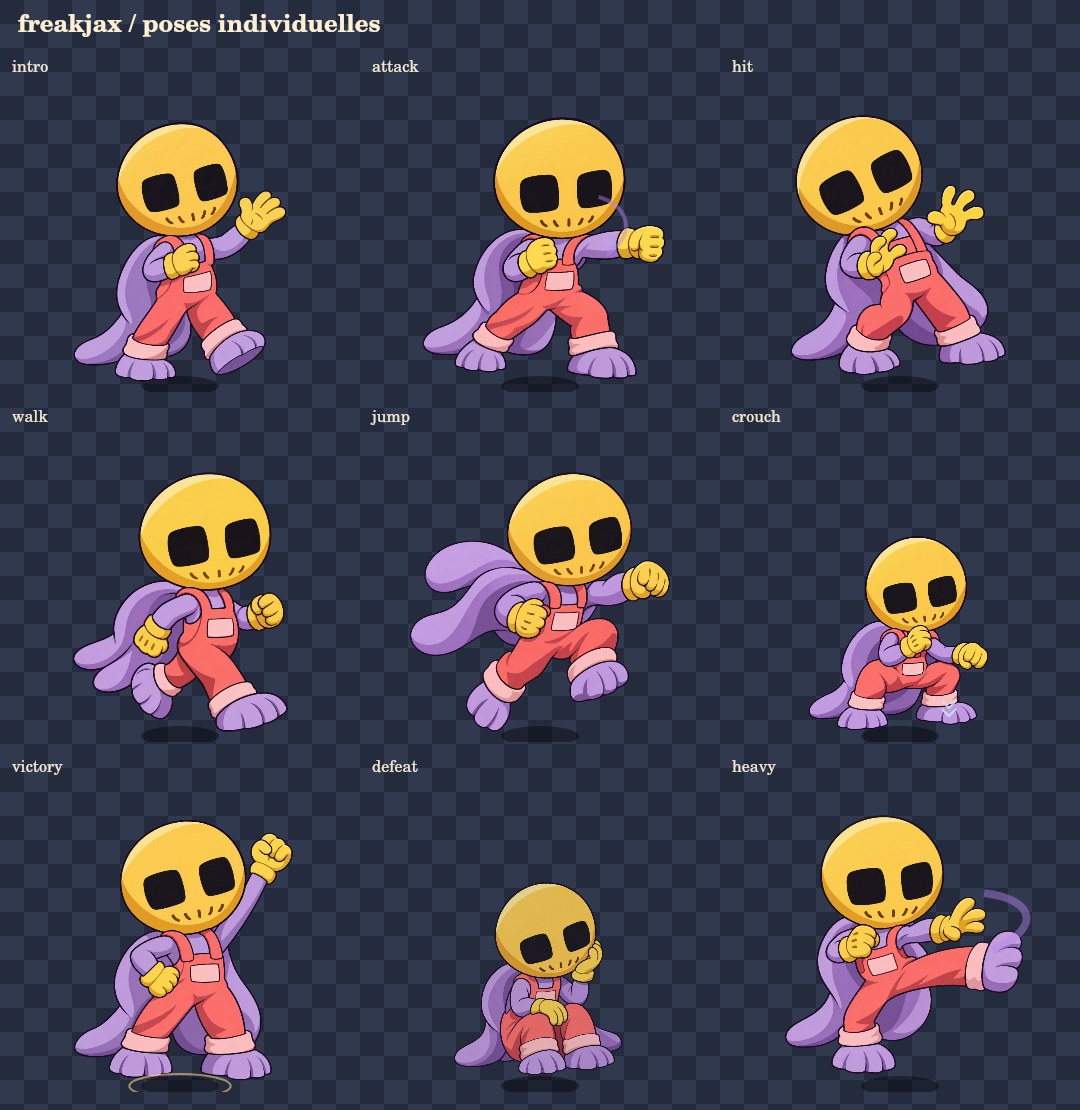 freakjax / poses individuelles
intro
attack
hit
walk
jump
crouch
victory
defeat
heavy